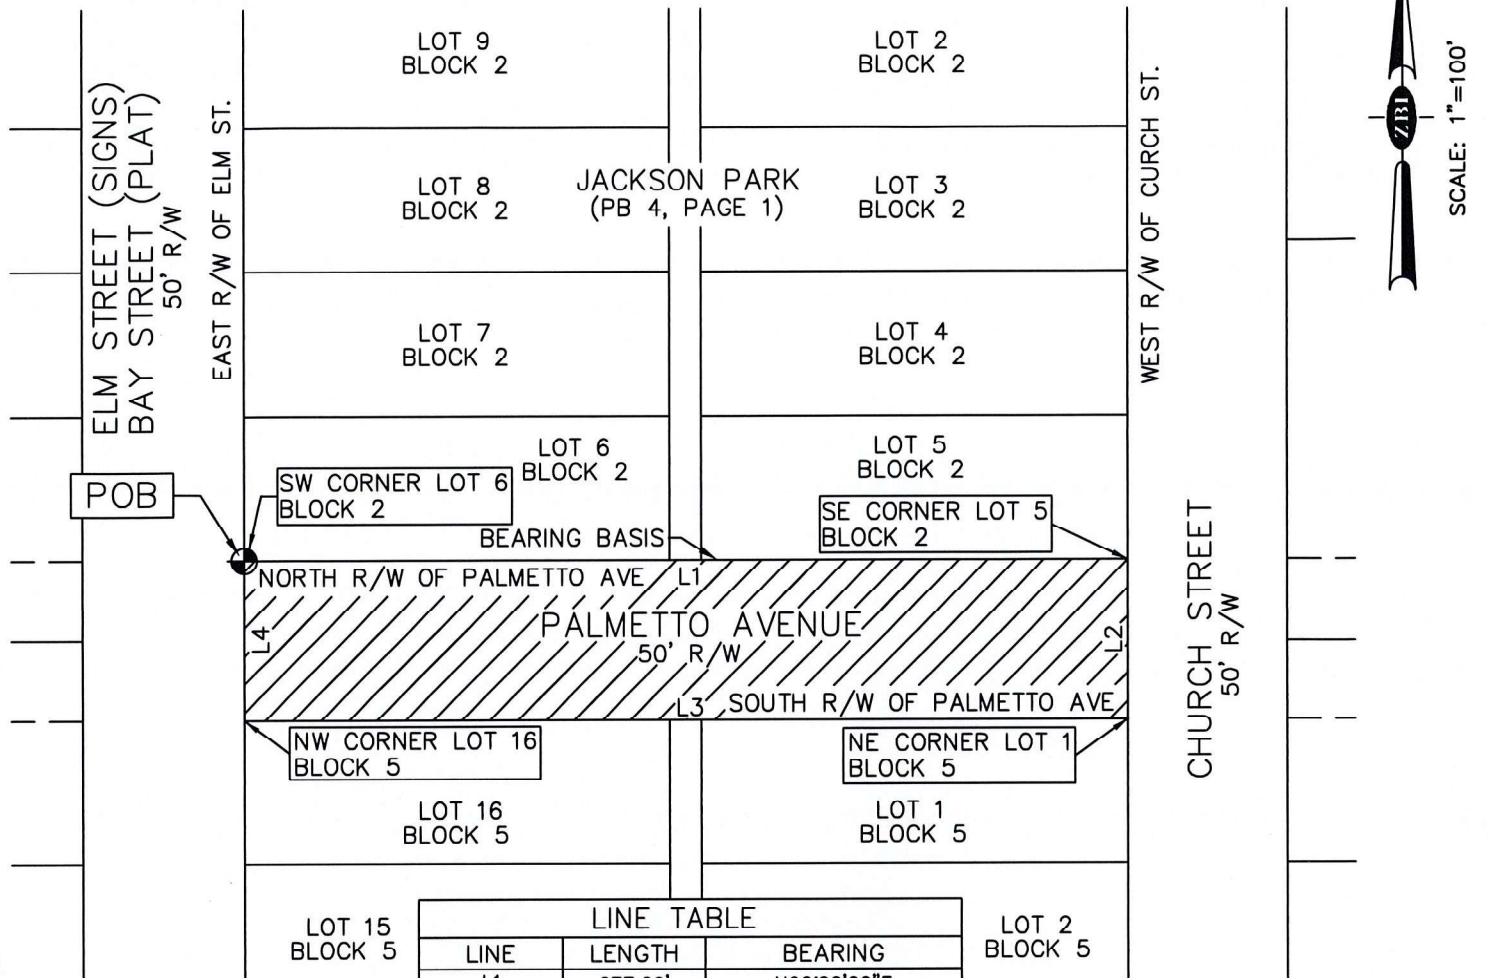 LOT 9
BLOCK 2
LOT 2
BLOCK 2
ELM STREET (SIGNS)
BAY STREET (PLAT)
50' R/W
EAST R/W OF ELM ST.
WEST R/W OF CURCH ST.
ZBI
SCALE: 1"=100'
JACKSON PARK
(PB 4, PAGE 1)
LOT 8
BLOCK 2
LOT 3
BLOCK 2
LOT 7
BLOCK 2
LOT 4
BLOCK 2
LOT 6
BLOCK 2
LOT 5
BLOCK 2
POB
SW CORNER LOT 6
BLOCK 2
SE CORNER LOT 5
BLOCK 2
BEARING BASIS
NORTH R/W OF PALMETTO AVE
L1
PALMETTO AVENUE
50' R/W
L4
L2
L3
SOUTH R/W OF PALMETTO AVE
CHURCH STREET
50' R/W
NW CORNER LOT 16
BLOCK 5
NE CORNER LOT 1
BLOCK 5
LOT 16
BLOCK 5
LOT 1
BLOCK 5
LOT 15
BLOCK 5
LOT 2
BLOCK 5
LINE TABLE
LINE LENGTH BEARING
L1